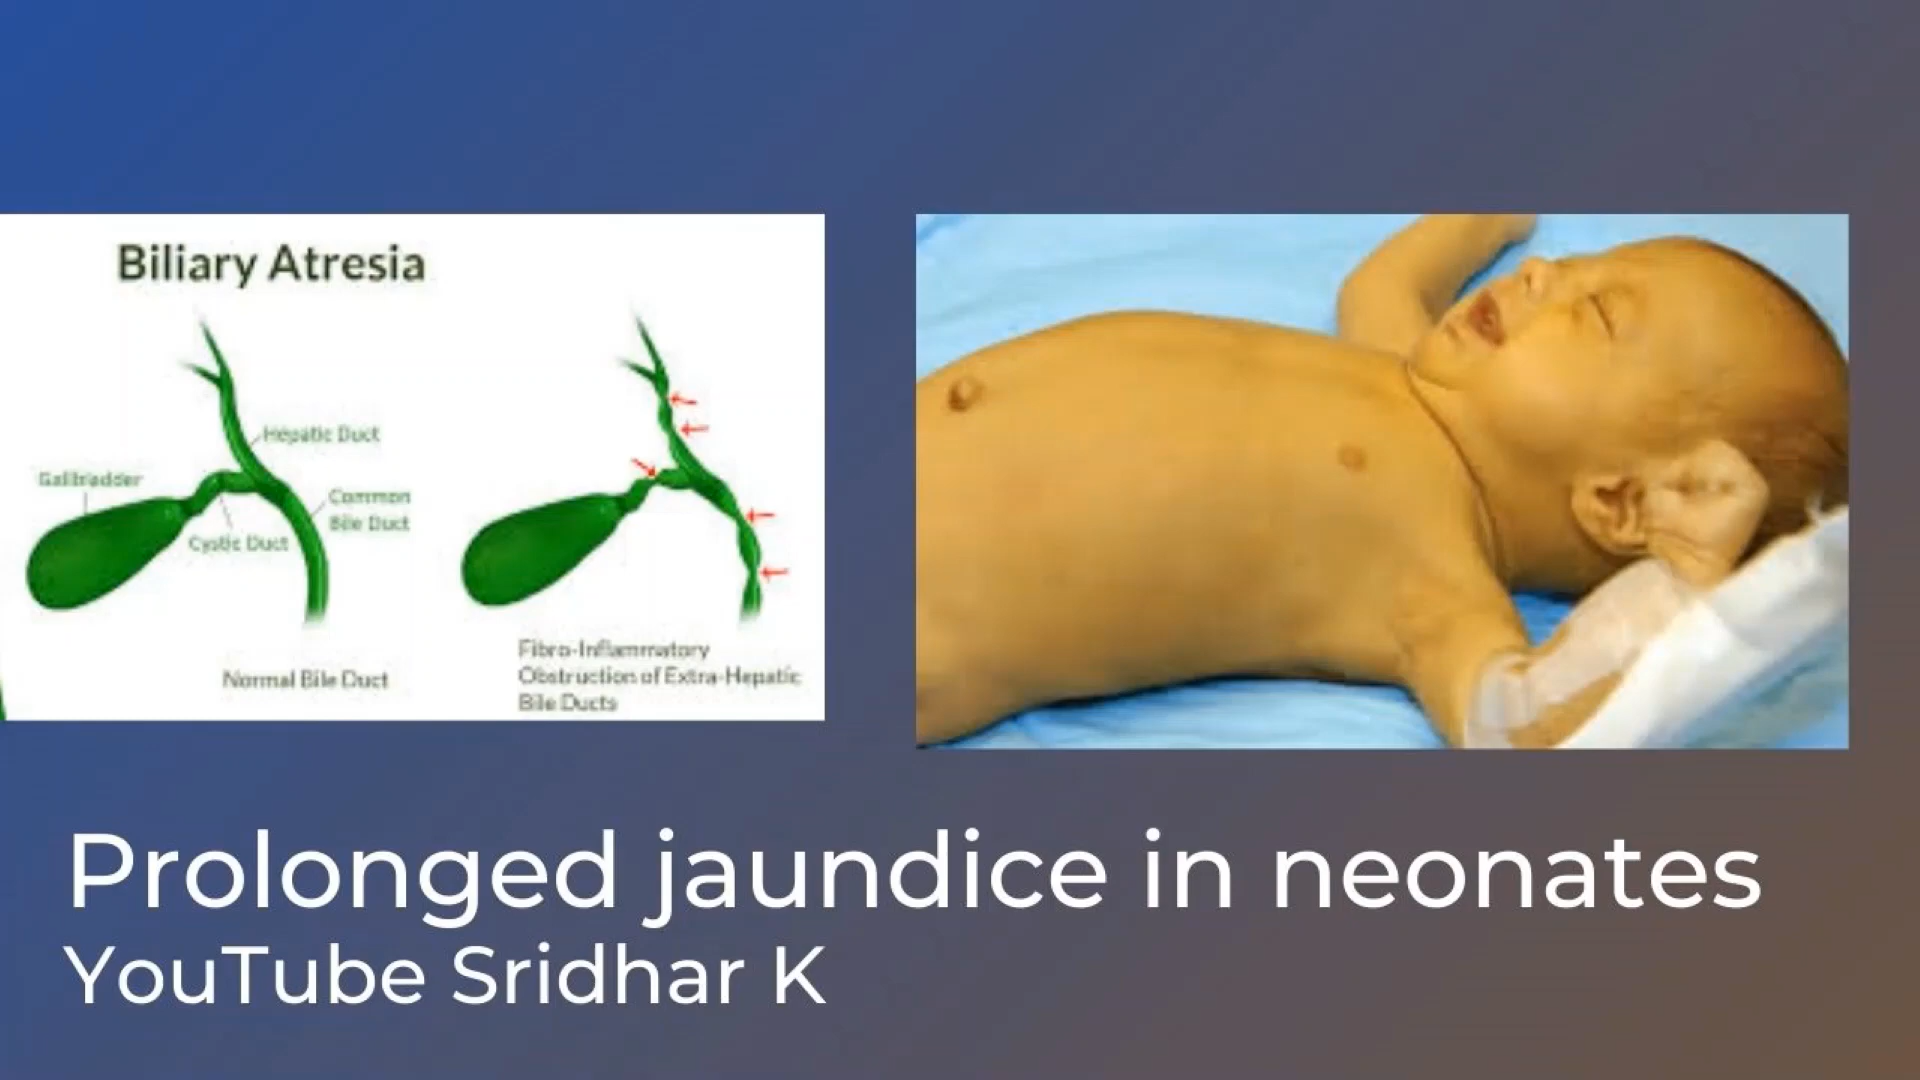 Biliary Atresia
Hepatic Duct
Gallbladder
Common
Bile Duct
Cystic Duct
Normal Bile Duct
Fibro-Inflammatory
Obstruction of Extra-Hepatic
Bile Ducts
Prolonged jaundice in neonates
YouTube Sridhar K